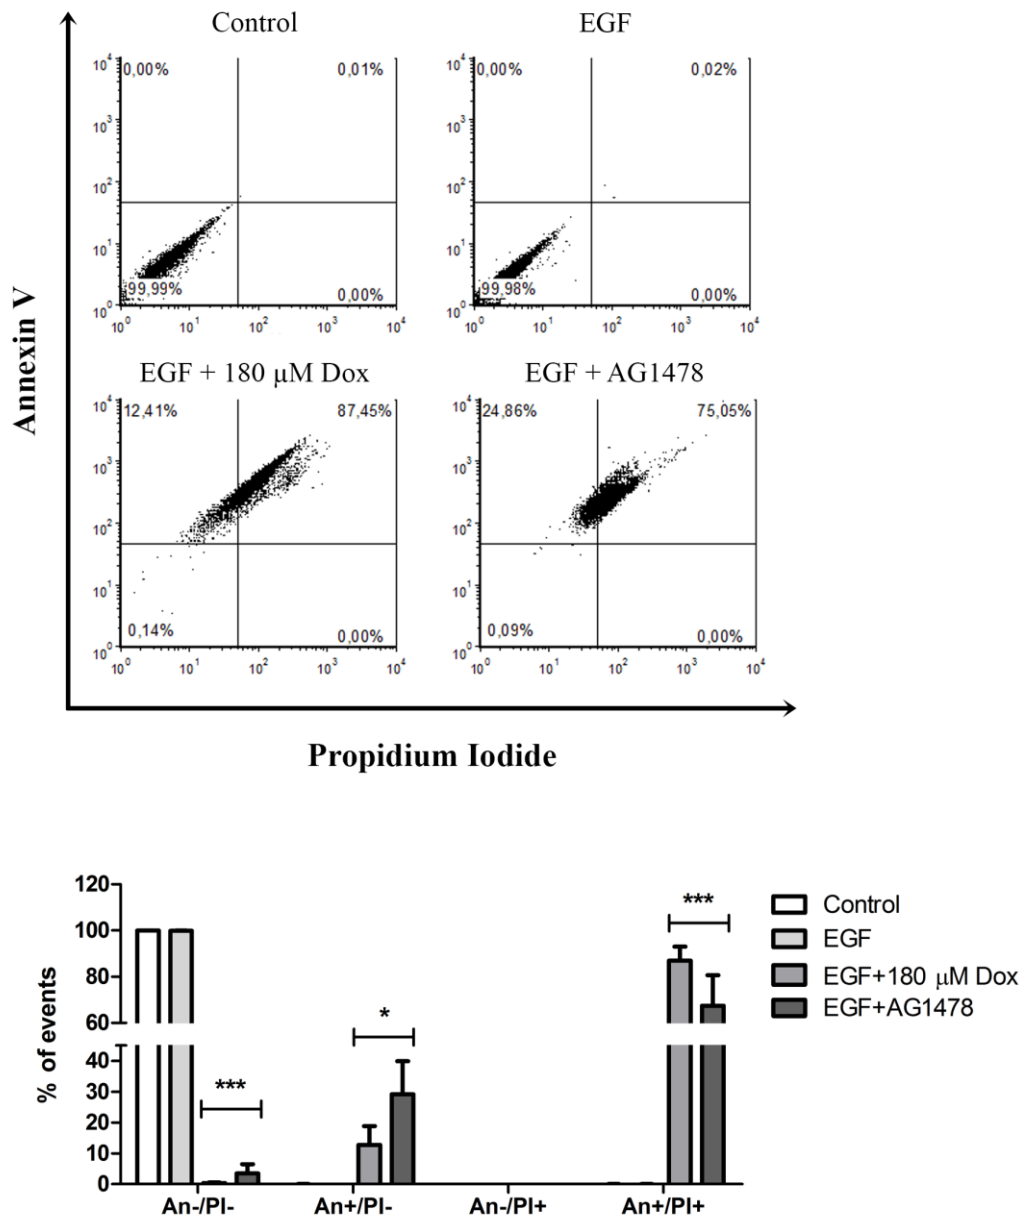 Control EGF
10⁴ 0,00% 0,01% 10⁴ 0,00% 0,02%
10³ 10³
10² 10²
10¹ 10¹
99,99% 0,00% 99,98% 0,00%
10⁰ 10⁰
10⁰ 10¹ 10² 10³ 10⁴ 10⁰ 10¹ 10² 10³ 10⁴
Annexin V
EGF + 180 µM Dox EGF + AG1478
10⁴ 12,41% 87,45% 10⁴ 24,86% 75,05%
10³ 10³
10² 10²
10¹ 10¹
0,14% 0,00% 0,09% 0,00%
10⁰ 10⁰
10⁰ 10¹ 10² 10³ 10⁴ 10⁰ 10¹ 10² 10³ 10⁴
Propidium Iodide
% of events
120
100
80
60
40
30
20
10
0
*** * ***
An-/PI- An+/PI- An-/PI+ An+/PI+
Control
EGF
EGF+180 µM Dox
EGF+AG1478